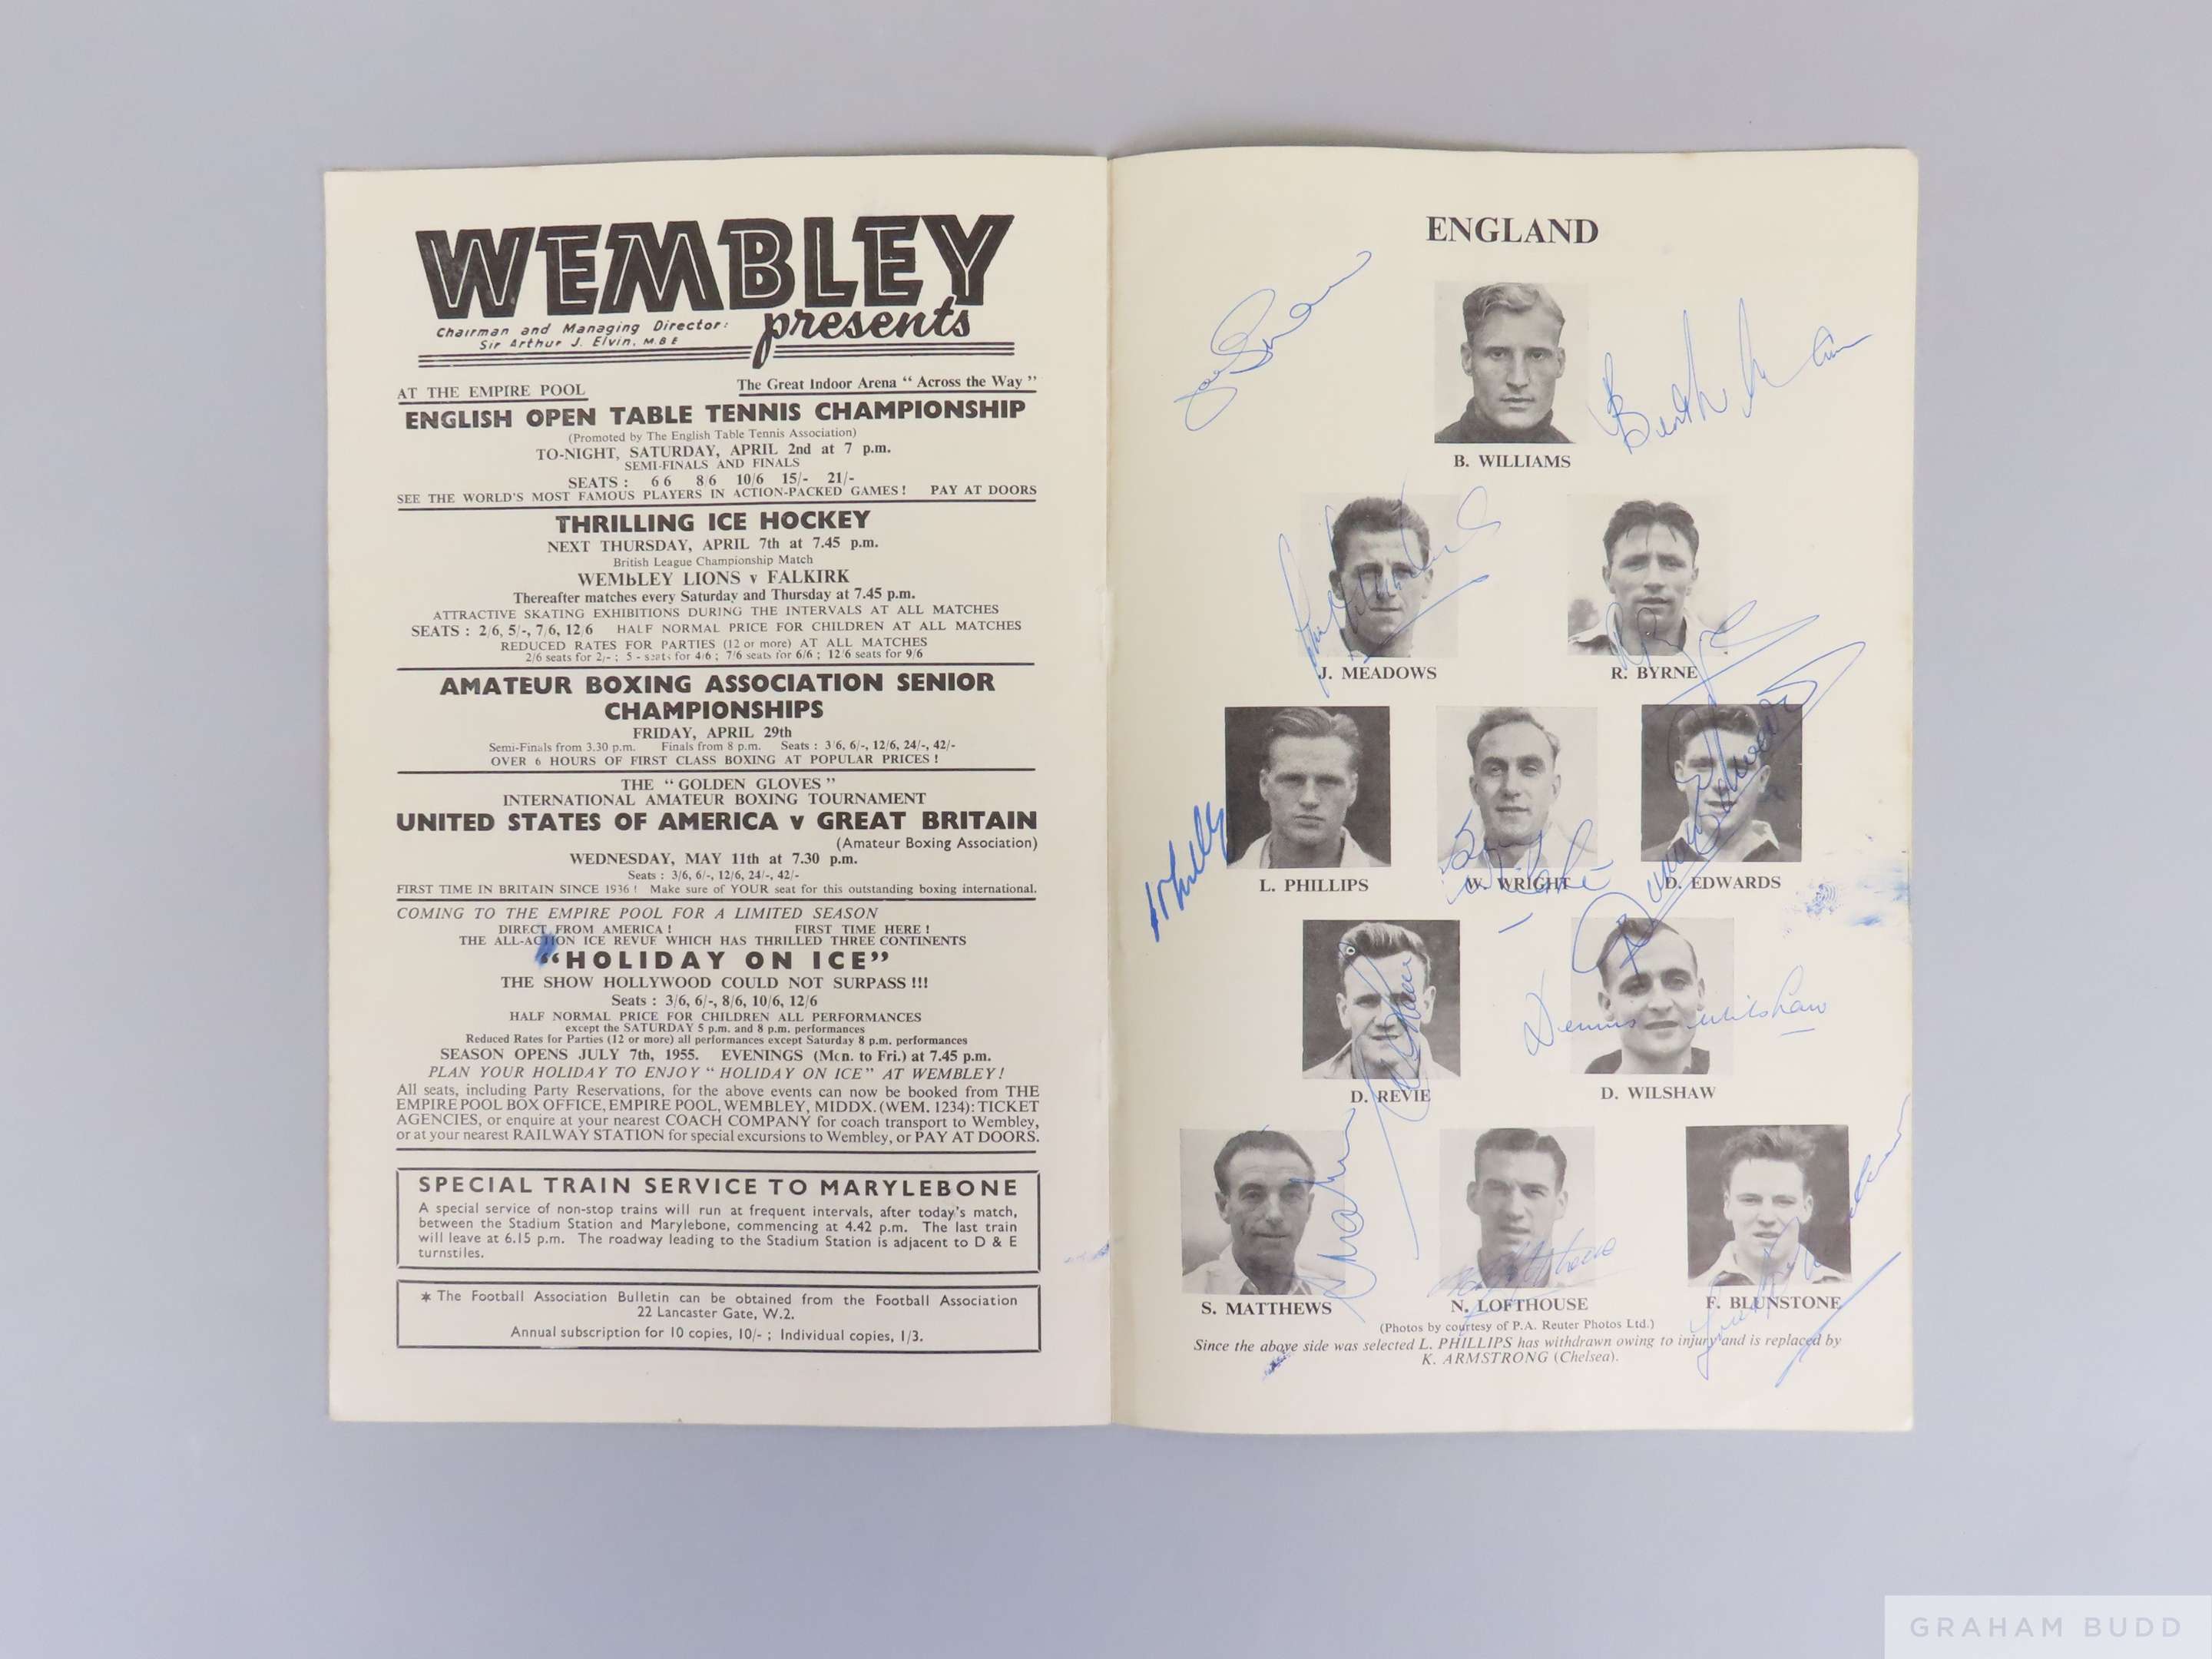 WEMBLEY
presents
Chairman and Managing Director:
Sir Arthur J. Elvin, M B E
AT THE EMPIRE POOL
The Great Indoor Arena “ Across the Way ”
ENGLISH OPEN TABLE TENNIS CHAMPIONSHIP
(Promoted by The English Table Tennis Association)
TO-NIGHT, SATURDAY, APRIL 2nd at 7 p.m.
SEMI-FINALS AND FINALS
SEATS : 6 6 8 6 10/6 15/- 21/-
SEE THE WORLD'S MOST FAMOUS PLAYERS IN ACTION-PACKED GAMES ! PAY AT DOORS
THRILLING ICE HOCKEY
NEXT THURSDAY, APRIL 7th at 7.45 p.m.
British League Championship Match
WEMbLEY LIONS v FALKIRK
Thereafter matches every Saturday and Thursday at 7.45 p.m.
ATTRACTIVE SKATING EXHIBITIONS DURING THE INTERVALS AT ALL MATCHES
SEATS : 2/6, 5/-, 7/6, 12/6 HALF NORMAL PRICE FOR CHILDREN AT ALL MATCHES
REDUCED RATES FOR PARTIES (12 or more) AT ALL MATCHES
2/6 seats for 2/- ; 5 - seats for 4/6 ; 7/6 seats for 6/6 ; 12/6 seats for 9/6
AMATEUR BOXING ASSOCIATION SENIOR
CHAMPIONSHIPS
FRIDAY, APRIL 29th
Semi-Finals from 3.30 p.m. Finals from 8 p.m. Seats : 3/6, 6/-, 12/6, 24/-, 42/-
OVER 6 HOURS OF FIRST CLASS BOXING AT POPULAR PRICES !
THE “ GOLDEN GLOVES ”
INTERNATIONAL AMATEUR BOXING TOURNAMENT
UNITED STATES OF AMERICA v GREAT BRITAIN
(Amateur Boxing Association)
WEDNESDAY, MAY 11th at 7.30 p.m.
Seats : 3/6, 6/-, 12/6, 24/-, 42/-
FIRST TIME IN BRITAIN SINCE 1936 ! Make sure of YOUR seat for this outstanding boxing international.
COMING TO THE EMPIRE POOL FOR A LIMITED SEASON
DIRECT FROM AMERICA ! FIRST TIME HERE !
THE ALL-ACTION ICE REVUE WHICH HAS THRILLED THREE CONTINENTS
“HOLIDAY ON ICE”
THE SHOW HOLLYWOOD COULD NOT SURPASS !!!
Seats : 3/6, 6/-, 8/6, 10/6, 12/6
HALF NORMAL PRICE FOR CHILDREN ALL PERFORMANCES
except the SATURDAY 5 p.m. and 8 p.m. performances
Reduced Rates for Parties (12 or more) all performances except Saturday 8 p.m. performances
SEASON OPENS JULY 7th, 1955. EVENINGS (Mon. to Fri.) at 7.45 p.m.
PLAN YOUR HOLIDAY TO ENJOY “ HOLIDAY ON ICE” AT WEMBLEY !
All seats, including Party Reservations, for the above events can now be booked from THE
EMPIRE POOL BOX OFFICE, EMPIRE POOL, WEMBLEY, MIDDX. (WEM. 1234): TICKET
AGENCIES, or enquire at your nearest COACH COMPANY for coach transport to Wembley,
or at your nearest RAILWAY STATION for special excursions to Wembley, or PAY AT DOORS.
SPECIAL TRAIN SERVICE TO MARYLEBONE
A special service of non-stop trains will run at frequent intervals, after today's match,
between the Stadium Station and Marylebone, commencing at 4.42 p.m. The last train
will leave at 6.15 p.m. The roadway leading to the Stadium Station is adjacent to D & E
turnstiles.
* The Football Association Bulletin can be obtained from the Football Association
22 Lancaster Gate, W.2.
Annual subscription for 10 copies, 10/- ; Individual copies, 1/3.
ENGLAND
B. WILLIAMS
J. MEADOWS
R. BYRNE
L. PHILLIPS
W. WRIGHT
D. EDWARDS
Duncan Edwards
D. REVIE
D. WILSHAW
Dennis Wilshaw
S. MATTHEWS
N. LOFTHOUSE
F. BLUNSTONE
(Photos by courtesy of P.A. Reuter Photos Ltd.)
Since the above side was selected L. PHILLIPS has withdrawn owing to injury and is replaced by
K. ARMSTRONG (Chelsea).
GRAHAM BUDD